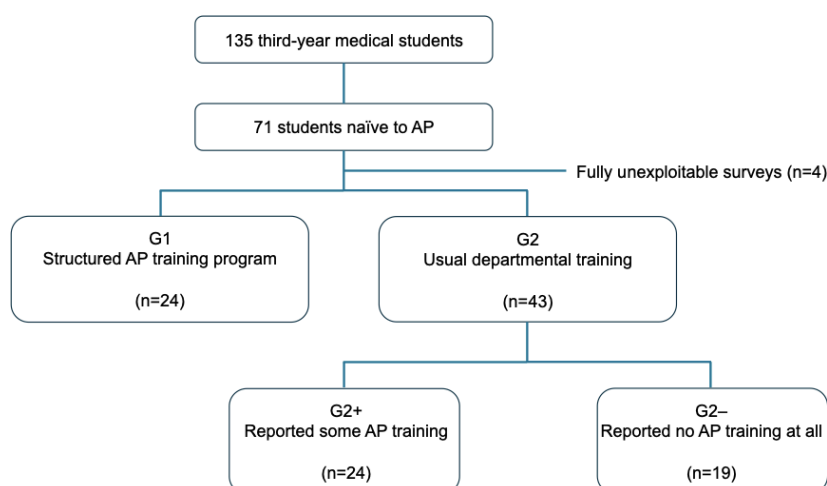 135 third-year medical students
71 students naïve to AP
Fully unexploitable surveys (n=4)
G1
Structured AP training program
(n=24)
G2
Usual departmental training
(n=43)
G2+
Reported some AP training
(n=24)
G2–
Reported no AP training at all
(n=19)